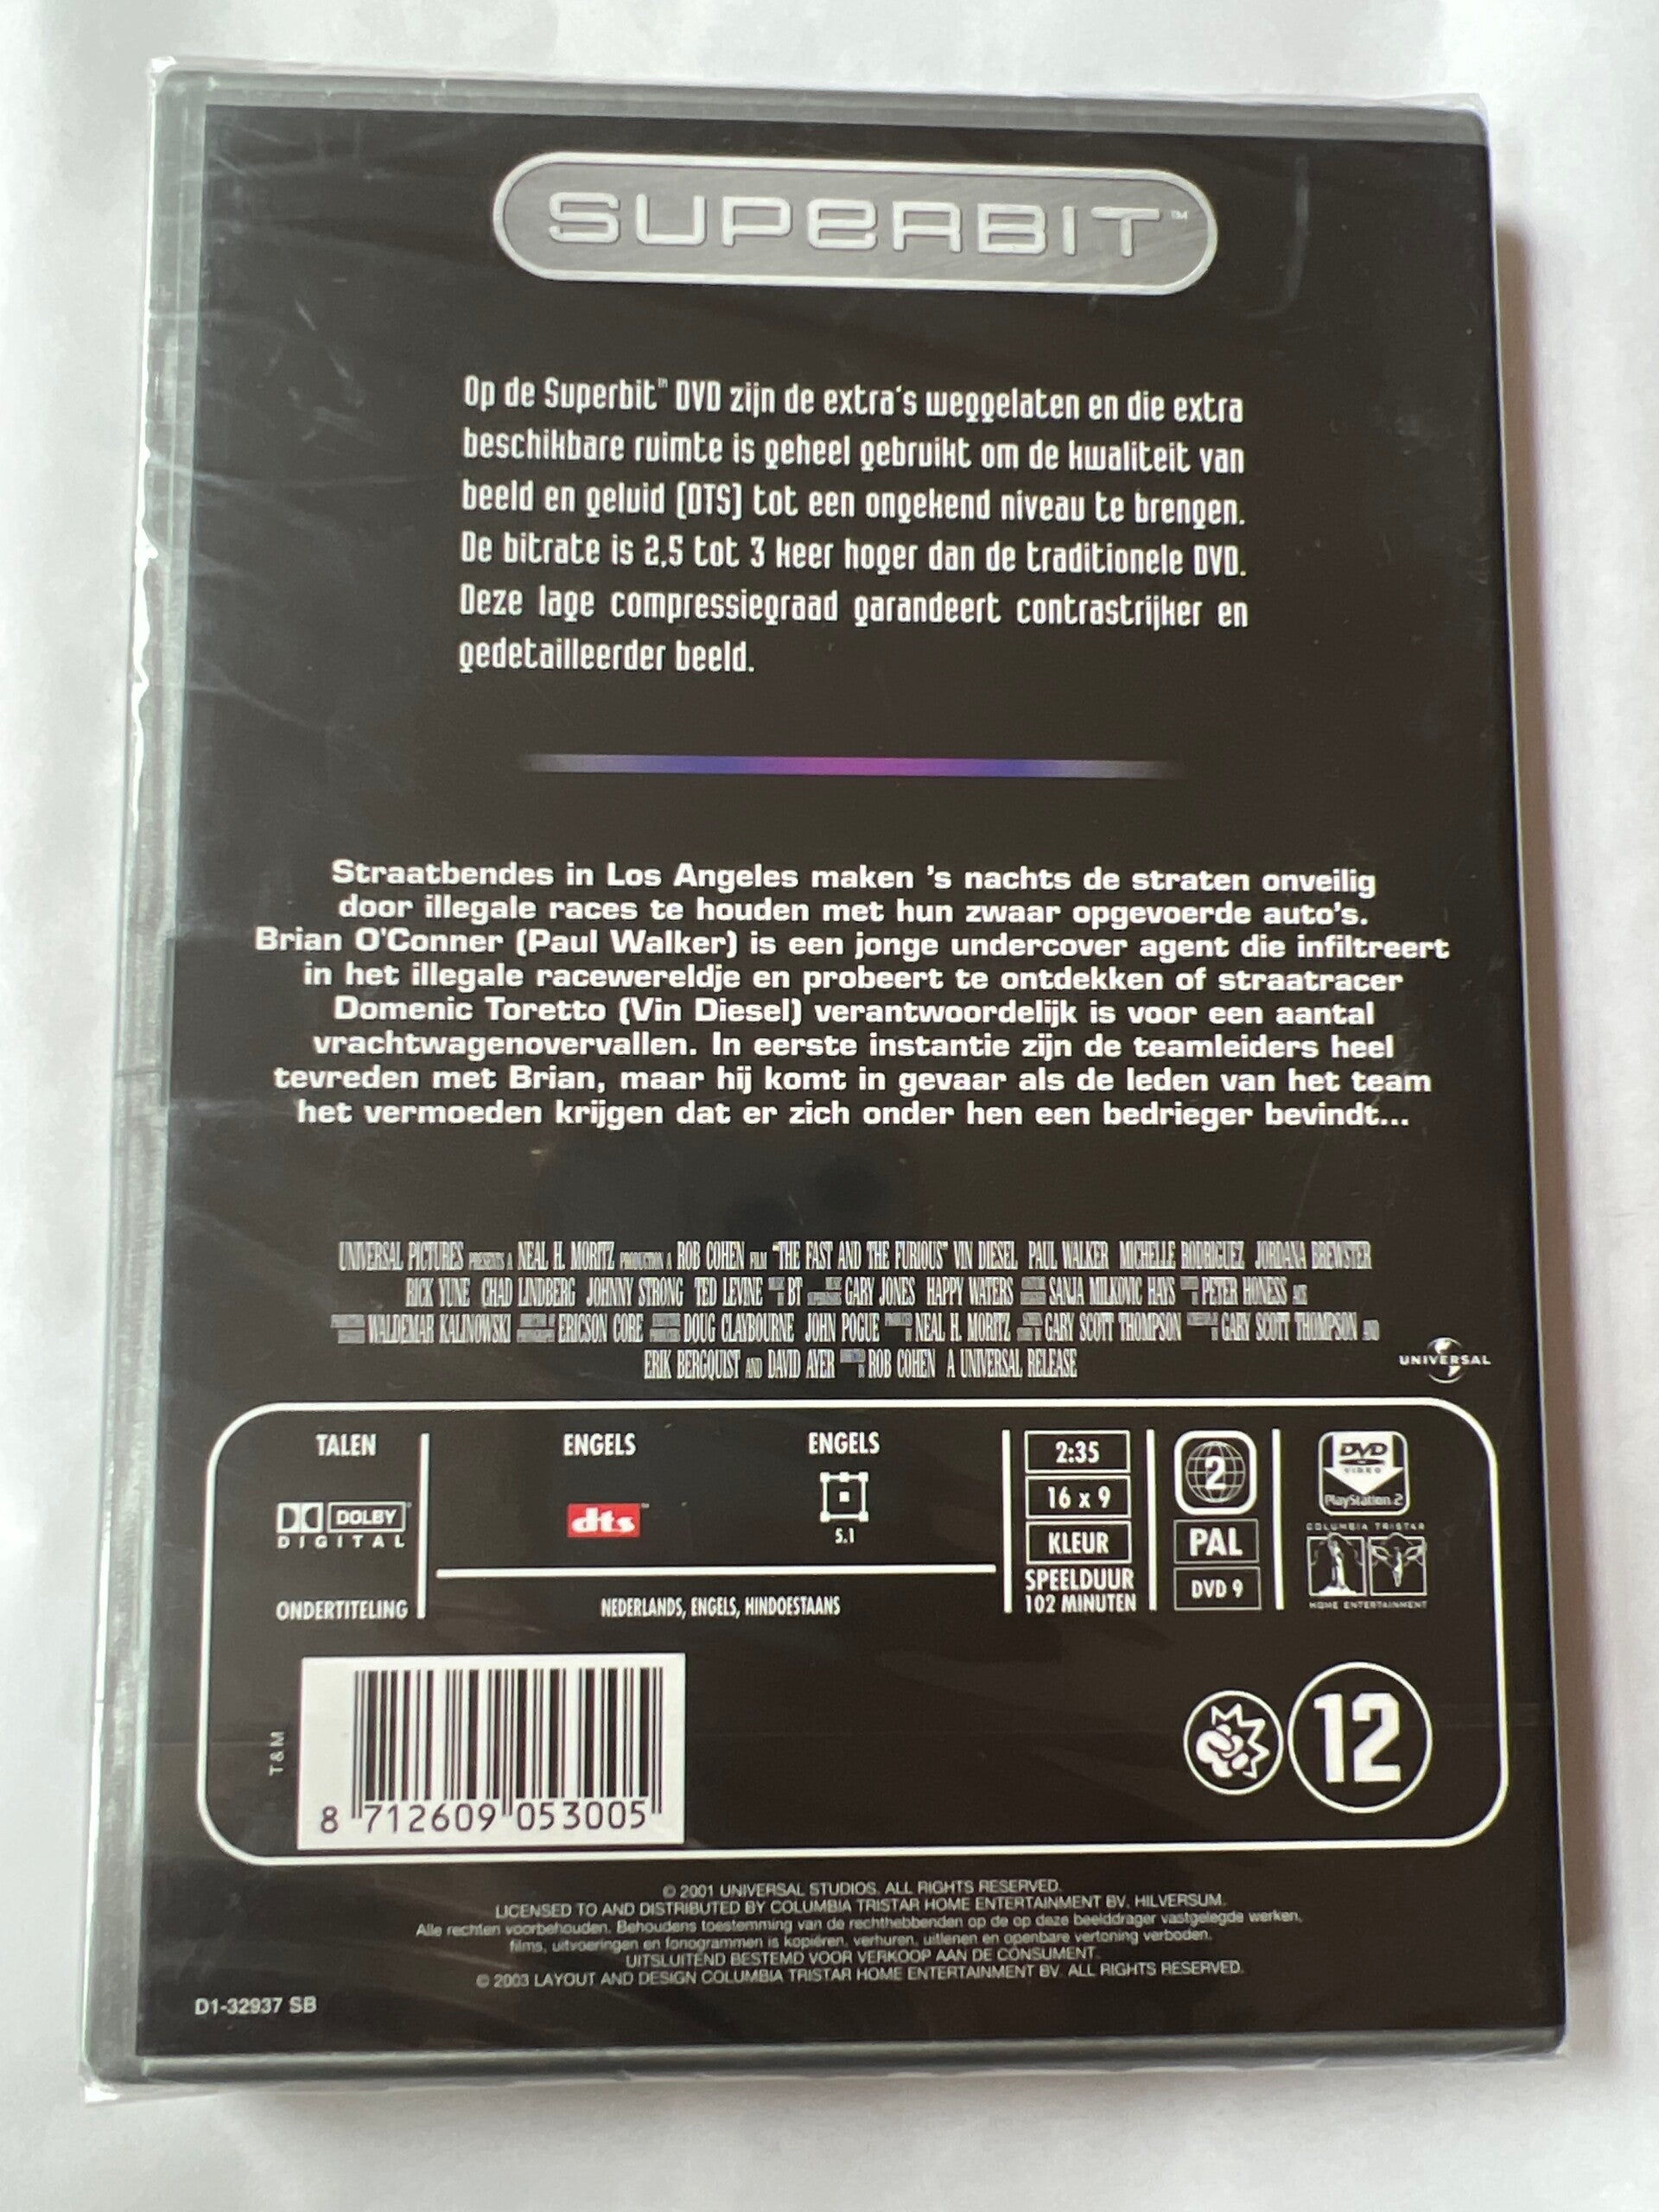 SUPERBIT™
Op de Superbit™ DVD zijn de extra's weggelaten en die extra
beschikbare ruimte is geheel gebruikt om de kwaliteit van
beeld en geluid (DTS) tot een ongekend niveau te brengen.
De bitrate is 2,5 tot 3 keer hoger dan de traditionele DVD.
Deze lage compressiegraad garandeert contrastrijker en
gedetailleerder beeld.
Straatbendes in Los Angeles maken 's nachts de straten onveilig
door illegale races te houden met hun zwaar opgevoerde auto's.
Brian O'Conner (Paul Walker) is een jonge undercover agent die infiltreert
in het illegale racewereldje en probeert te ontdekken of straatracer
Domenic Toretto (Vin Diesel) verantwoordelijk is voor een aantal
vrachtwagenovervallen. In eerste instantie zijn de teamleiders heel
tevreden met Brian, maar hij komt in gevaar als de leden van het team
het vermoeden krijgen dat er zich onder hen een bedrieger bevindt...
UNIVERSAL PICTURES PRESENTS A NEAL H. MORITZ PRODUCTION A ROB COHEN FILM "THE FAST AND THE FURIOUS" VIN DIESEL PAUL WALKER MICHELLE RODRIGUEZ JORDANA BREWSTER
RICK YUNE CHAD LINDBERG JOHNNY STRONG TED LEVINE BT GARY JONES HAPPY WATERS SANJA MILKOVIC HAYS PETER HONESS
WALDEMAR KALINOWSKI ERICSON CORE DOUG CLAYBOURNE JOHN POGUE NEAL H. MORITZ GARY SCOTT THOMPSON GARY SCOTT THOMPSON AND
ERIK BERGQUIST AND DAVID AYER ROB COHEN A UNIVERSAL RELEASE
UNIVERSAL
TALEN
ENGELS
ENGELS
DOLBY
DIGITAL
dts
5.1
ONDERTITELING
NEDERLANDS, ENGELS, HINDOESTAANS
2:35
16 x 9
KLEUR
SPEELDUUR
102 MINUTEN
2
PAL
DVD 9
DVD
VIDEO
PlayStation 2
COLUMBIA TRISTAR
HOME ENTERTAINMENT
T&M
8 712609 053005
12
© 2001 UNIVERSAL STUDIOS. ALL RIGHTS RESERVED.
LICENSED TO AND DISTRIBUTED BY COLUMBIA TRISTAR HOME ENTERTAINMENT BV. HILVERSUM.
Alle rechten voorbehouden. Behoudens toestemming van de rechthebbenden op de op deze beelddrager vastgelegde werken,
films, uitvoeringen en fonogrammen is kopiëren, verhuren, uitlenen en openbare vertoning verboden.
UITSLUITEND BESTEMD VOOR VERKOOP AAN DE CONSUMENT.
© 2003 LAYOUT AND DESIGN COLUMBIA TRISTAR HOME ENTERTAINMENT BV. ALL RIGHTS RESERVED.
D1-32937 SB